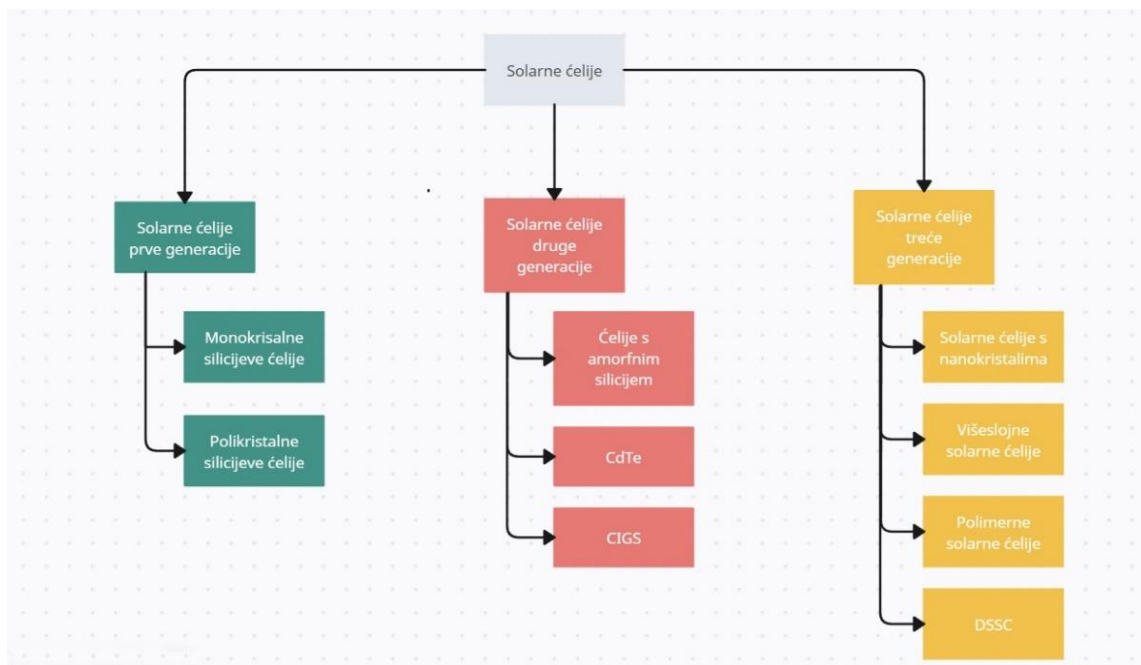 Solarne ćelije
Solarne ćelije
prve generacije
Monokrisalne
silicijeve ćelije
Polikristalne
silicijeve ćelije
Solarne ćelije
druge
generacije
Ćelije s
amorfnim
silicijem
CdTe
CIGS
Solarne ćelije
treće
generacije
Solarne ćelije s
nanokristalima
Višeslojne
solarne ćelije
Polimerne
solarne ćelije
DSSC